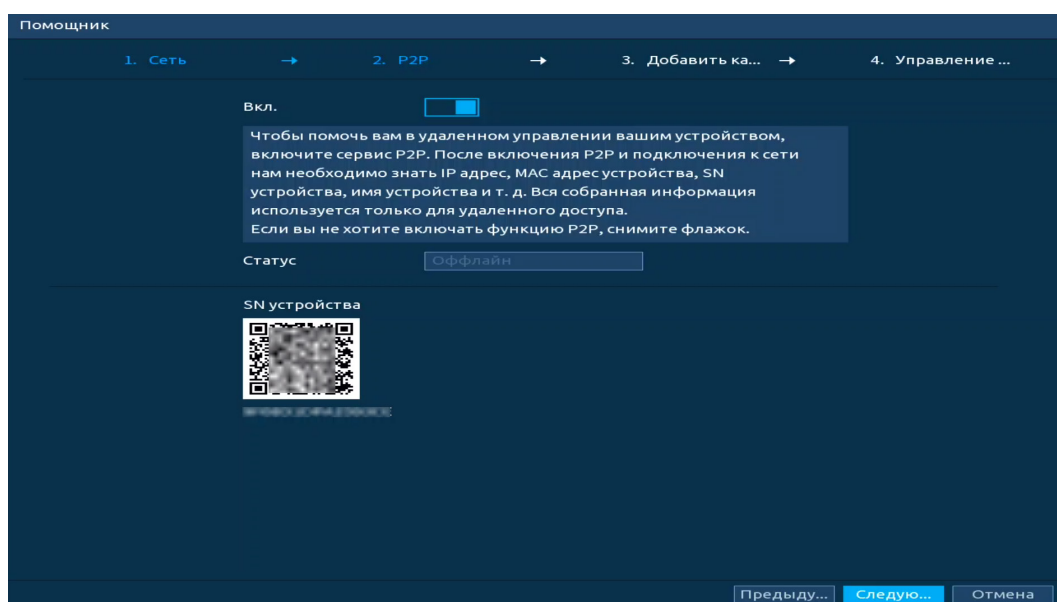 Помощник
1. Сеть → 2. P2P → 3. Добавить ка... → 4. Управление ...
Вкл.
Чтобы помочь вам в удаленном управлении вашим устройством,
включите сервис P2P. После включения P2P и подключения к сети
нам необходимо знать IP адрес, MAC адрес устройства, SN
устройства, имя устройства и т. д. Вся собранная информация
используется только для удаленного доступа.
Если вы не хотите включать функцию P2P, снимите флажок.
Статус Оффлайн
SN устройства
Предыду... Следую... Отмена